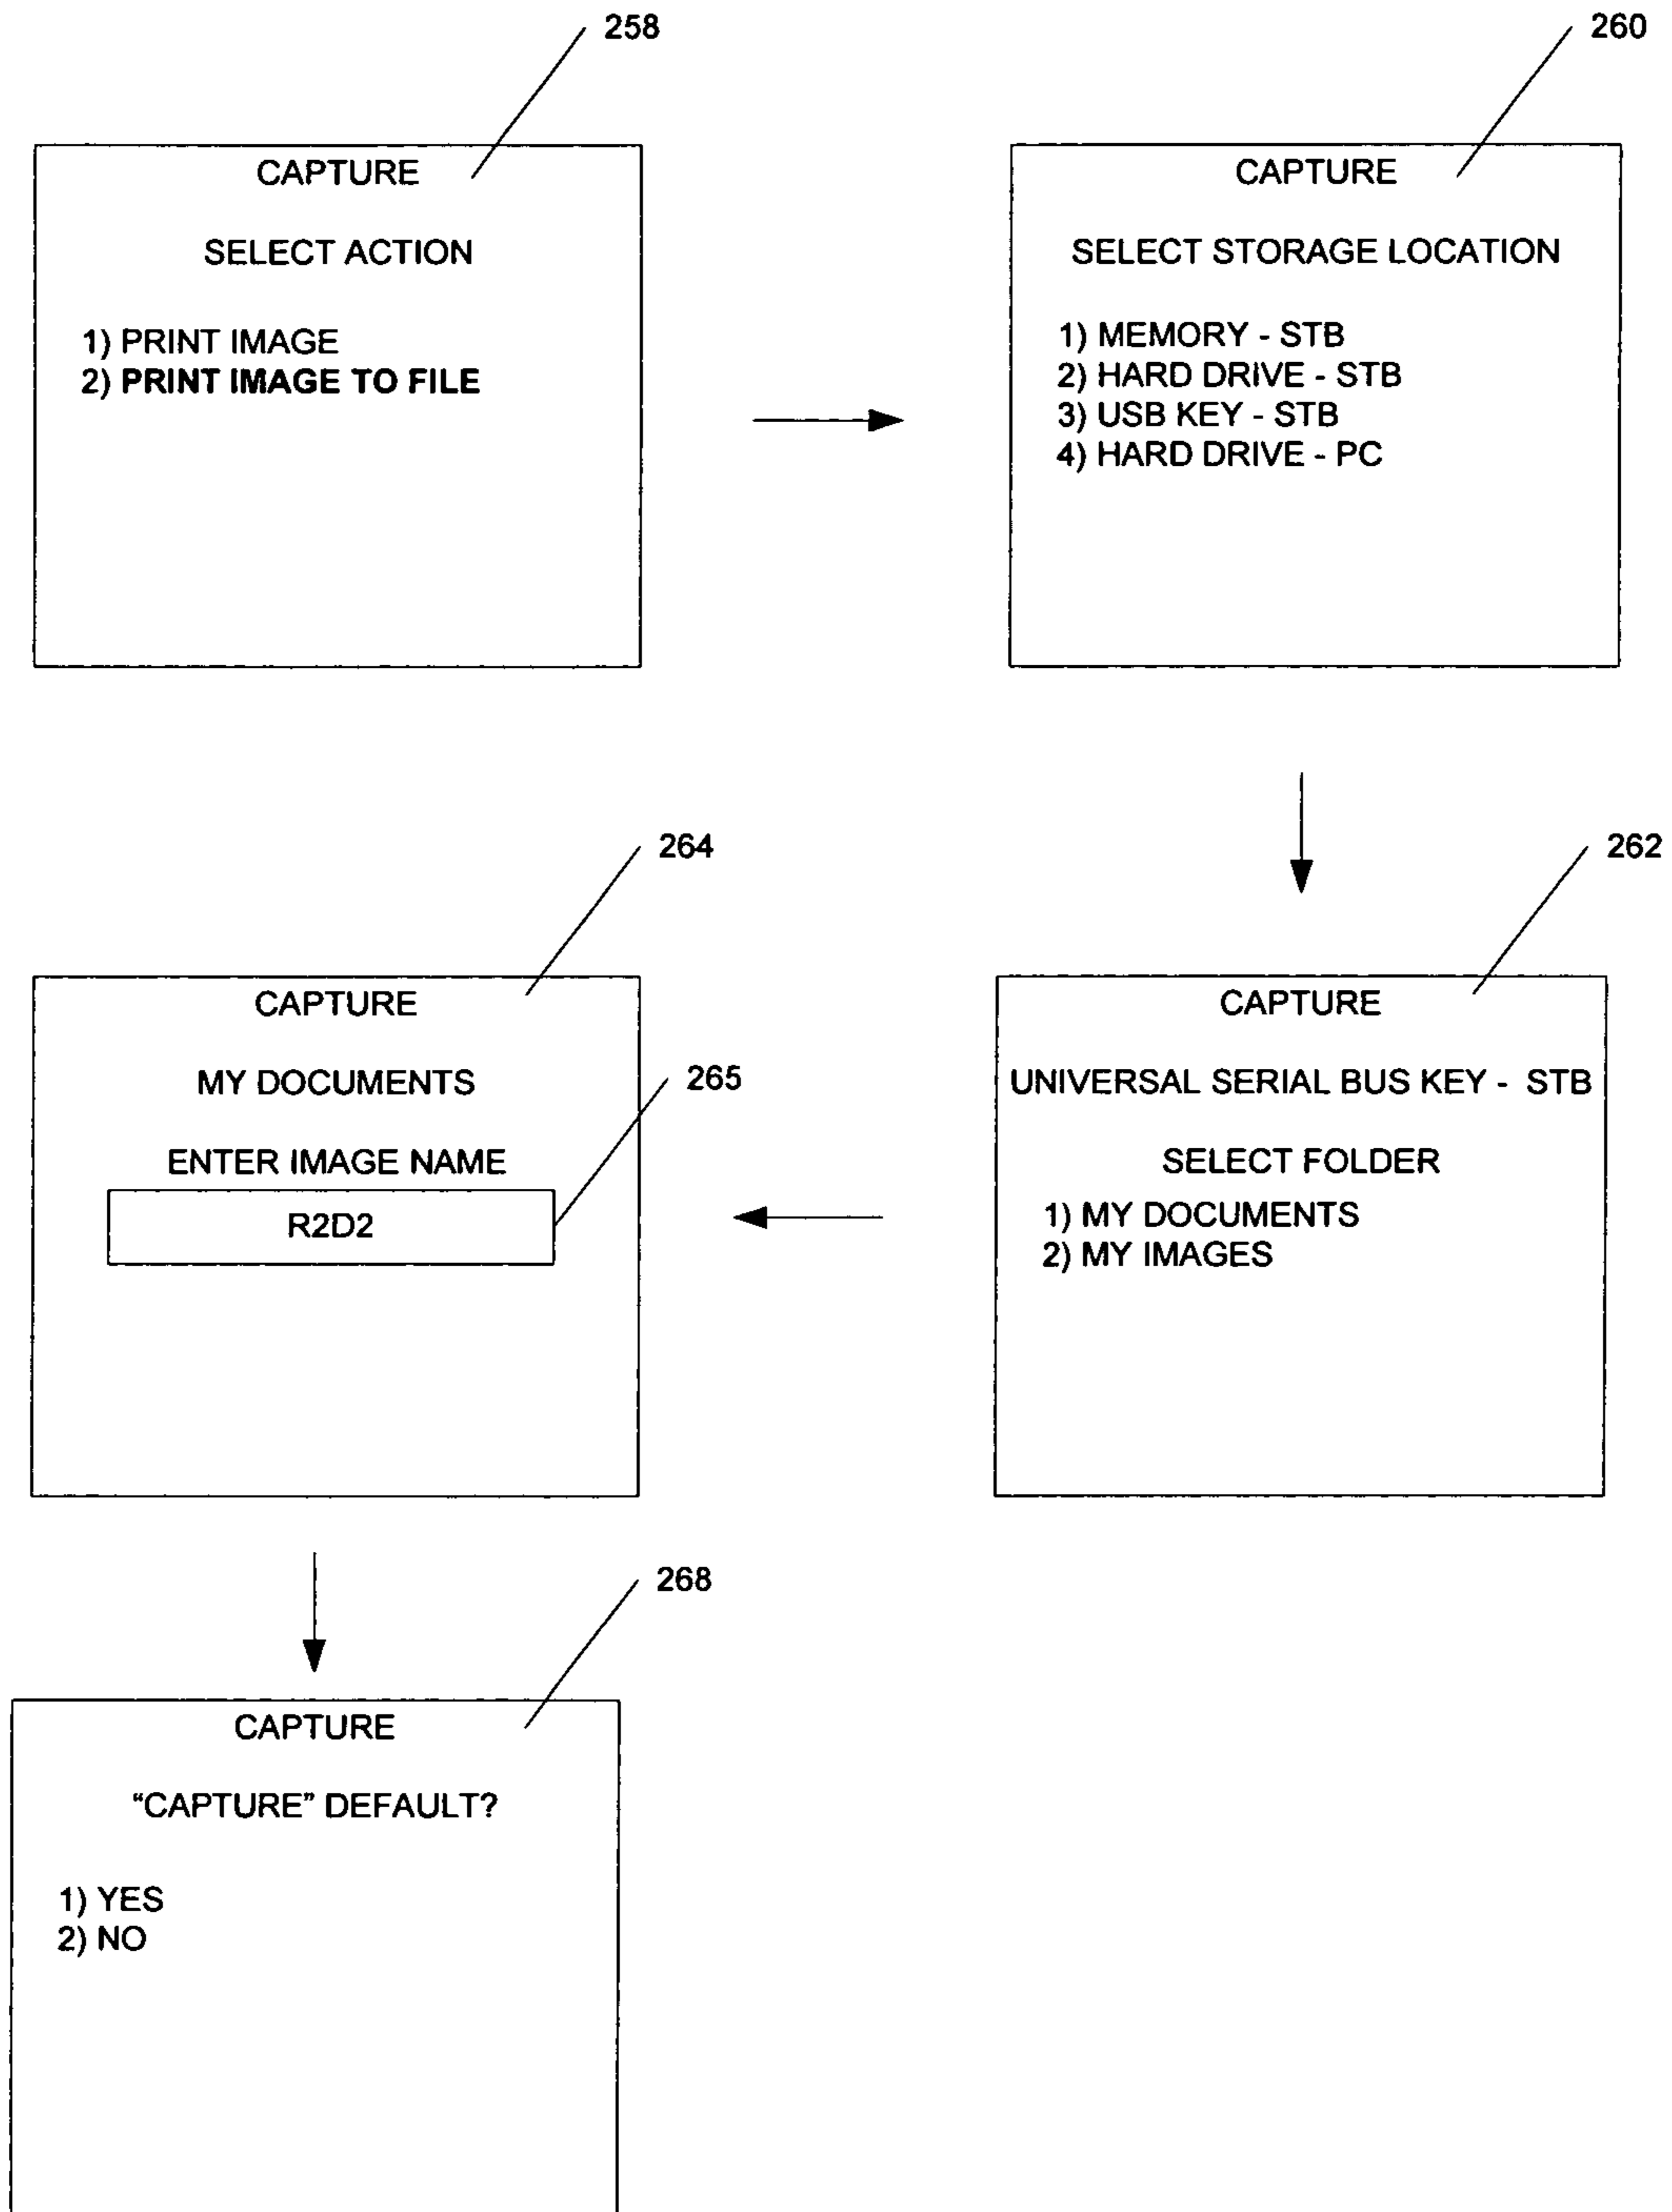 258
CAPTURE
SELECT ACTION
1) PRINT IMAGE
2) PRINT IMAGE TO FILE
260
CAPTURE
SELECT STORAGE LOCATION
1) MEMORY - STB
2) HARD DRIVE - STB
3) USB KEY - STB
4) HARD DRIVE - PC
262
CAPTURE
UNIVERSAL SERIAL BUS KEY - STB
SELECT FOLDER
1) MY DOCUMENTS
2) MY IMAGES
264
CAPTURE
MY DOCUMENTS
265
ENTER IMAGE NAME
R2D2
268
CAPTURE
“CAPTURE” DEFAULT?
1) YES
2) NO